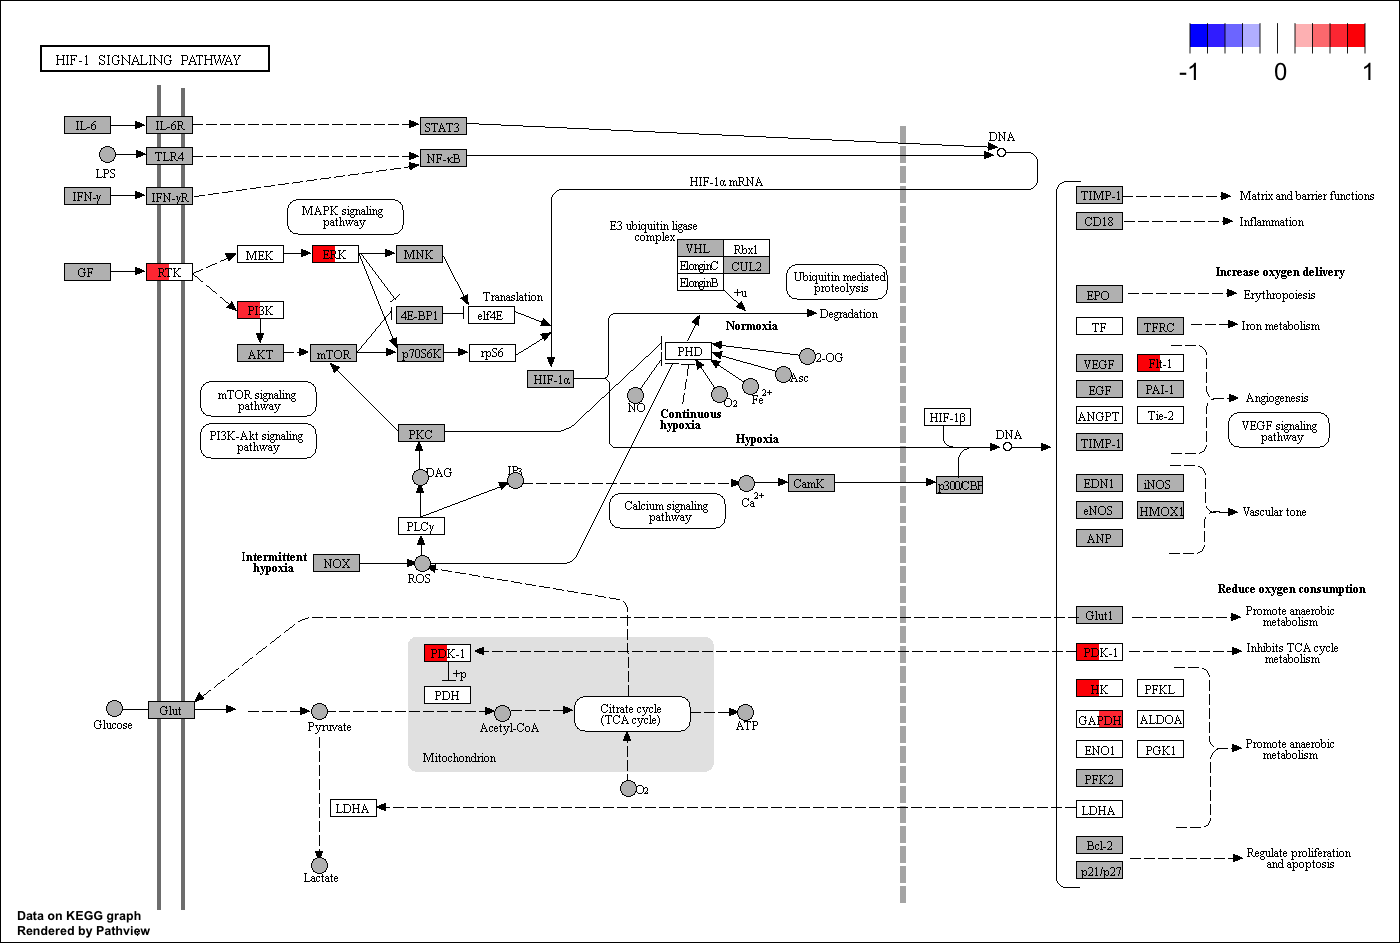 HIF-1 SIGNALING PATHWAY
-1 0 1
IL-6
IL-6R
STAT3
DNA
LPS
TLR4
NF-κB
IFN-γ
IFN-γR
HIF-1α mRNA
MAPK signaling
pathway
E3 ubiquitin ligase
complex
VHL
Rbx1
ElonginC
CUL2
ElonginB
+u
Ubiquitin mediated
proteolysis
GF
RTK
MEK
ERK
MNK
PI3K
4E-BP1
Translation
elf4E
Normoxia
Degradation
AKT
mTOR
p70S6K
rpS6
HIF-1α
PHD
2-OG
Asc
Fe2+
O2
NO
Continuous
hypoxia
Hypoxia
mTOR signaling
pathway
PI3K-Akt signaling
pathway
PKC
DAG
IP3
PLCγ
Ca2+
CamK
HIF-1β
p300/CBP
DNA
Calcium signaling
pathway
Intermittent
hypoxia
NOX
ROS
TIMP-1
Matrix and barrier functions
CD18
Inflammation
Increase oxygen delivery
EPO
Erythropoiesis
TF
TFRC
Iron metabolism
VEGF
Flt-1
EGF
PAI-1
Angiogenesis
ANGPT
Tie-2
TIMP-1
VEGF signaling
pathway
EDN1
iNOS
eNOS
HMOX1
Vascular tone
ANP
Reduce oxygen consumption
Glut1
Promote anaerobic
metabolism
PDK-1
Inhibits TCA cycle
metabolism
HK
PFKL
GAPDH
ALDOA
ENO1
PGK1
Promote anaerobic
metabolism
PFK2
LDHA
Bcl-2
p21/p27
Regulate proliferation
and apoptosis
PDK-1
+p
PDH
Glucose
Glut
Pyruvate
Acetyl-CoA
Citrate cycle
(TCA cycle)
ATP
Mitochondrion
O2
LDHA
Lactate
Data on KEGG graph
Rendered by Pathview